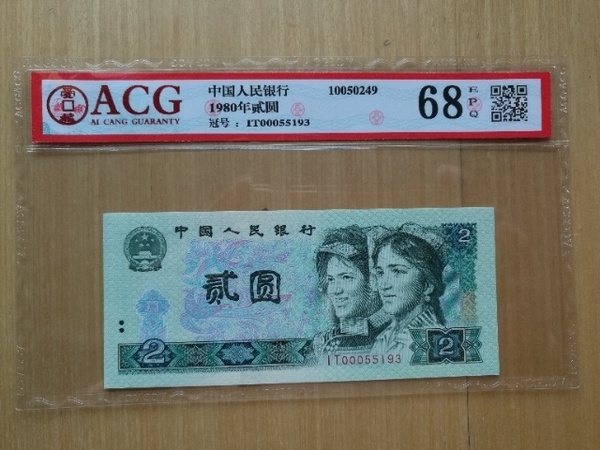 ACG
AI CANG GUARANTY
中国人民银行
10050249
1980年贰圆
冠号：IT00055193
68
EPQ
中国人民银行
2
贰圆
2
IT00055193
2